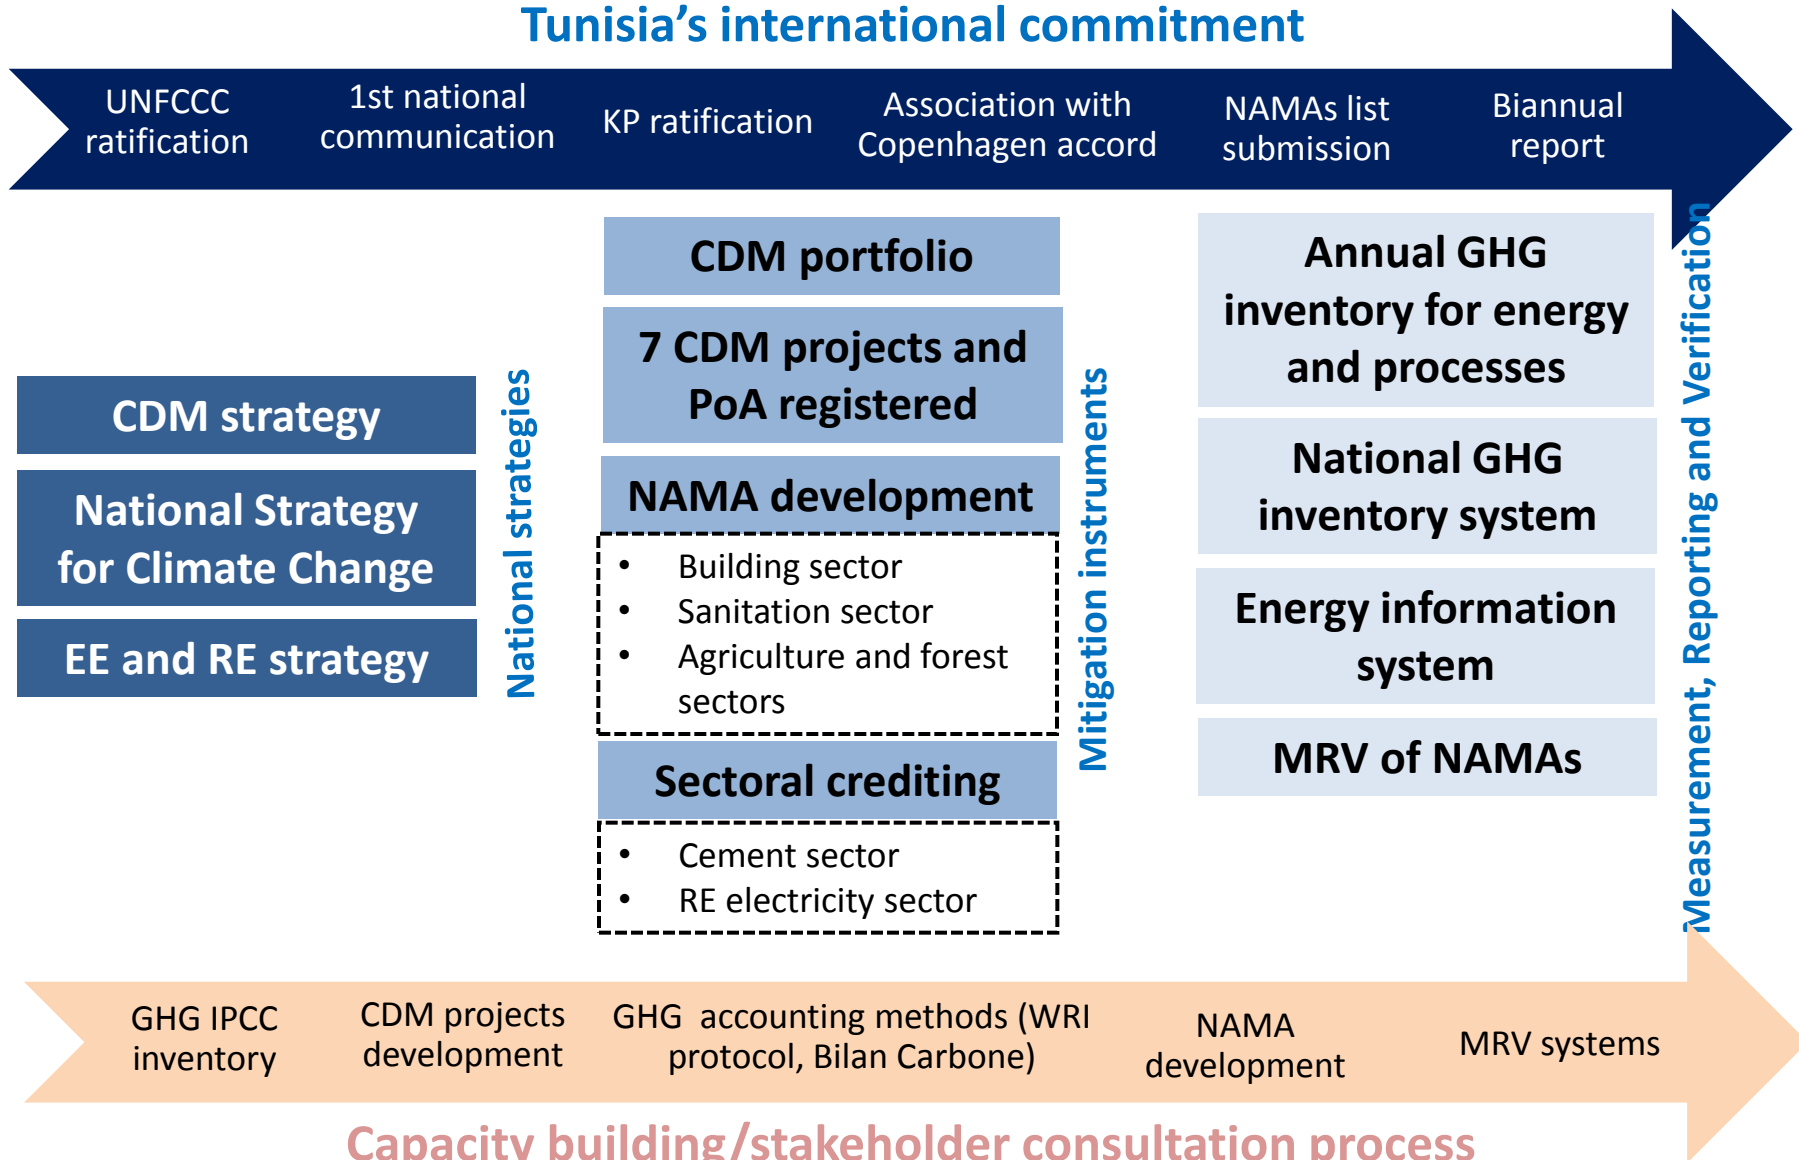 Tunisia’s international commitment
UNFCCC
ratification
1st national
communication
KP ratification
Association with
Copenhagen accord
NAMAs list
submission
Biannual
report
CDM strategy
National Strategy
for Climate Change
EE and RE strategy
National strategies
CDM portfolio
7 CDM projects and
PoA registered
NAMA development
• Building sector
• Sanitation sector
• Agriculture and forest
sectors
Sectoral crediting
• Cement sector
• RE electricity sector
Mitigation instruments
Annual GHG
inventory for energy
and processes
National GHG
inventory system
Energy information
system
MRV of NAMAs
Measurement, Reporting and Verification
GHG IPCC
inventory
CDM projects
development
GHG accounting methods (WRI
protocol, Bilan Carbone)
NAMA
development
MRV systems
Capacity building/stakeholder consultation process